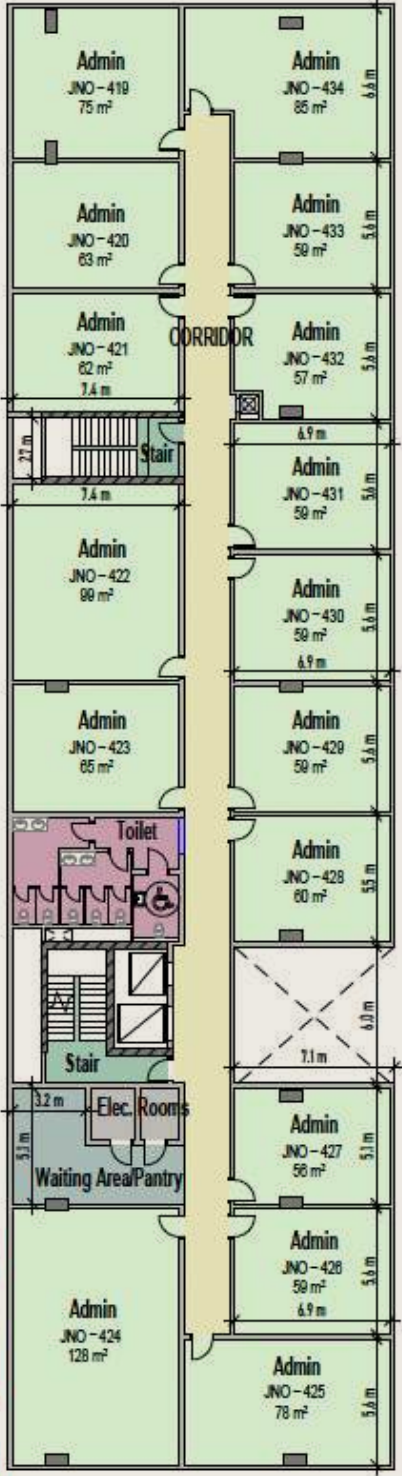 Admin
JNO-419
75 m²
Admin
JNO-434
85 m²
6.6 m
Admin
JNO-420
63 m²
Admin
JNO-433
59 m²
5.6 m
Admin
JNO-421
62 m²
7.4 m
CORRIDOR
Admin
JNO-432
57 m²
5.6 m
2.7 m
Stair
6.9 m
Admin
JNO-431
59 m²
5.6 m
7.4 m
Admin
JNO-422
99 m²
Admin
JNO-430
59 m²
5.6 m
6.9 m
Admin
JNO-423
65 m²
Admin
JNO-429
59 m²
5.6 m
Toilet
Admin
JNO-428
60 m²
5.5 m
Stair
6.0 m
7.1 m
3.2 m
Elec. Rooms
5.1 m
Waiting Area/Pantry
Admin
JNO-427
56 m²
5.1 m
Admin
JNO-426
59 m²
5.6 m
6.9 m
Admin
JNO-424
128 m²
Admin
JNO-425
78 m²
5.6 m